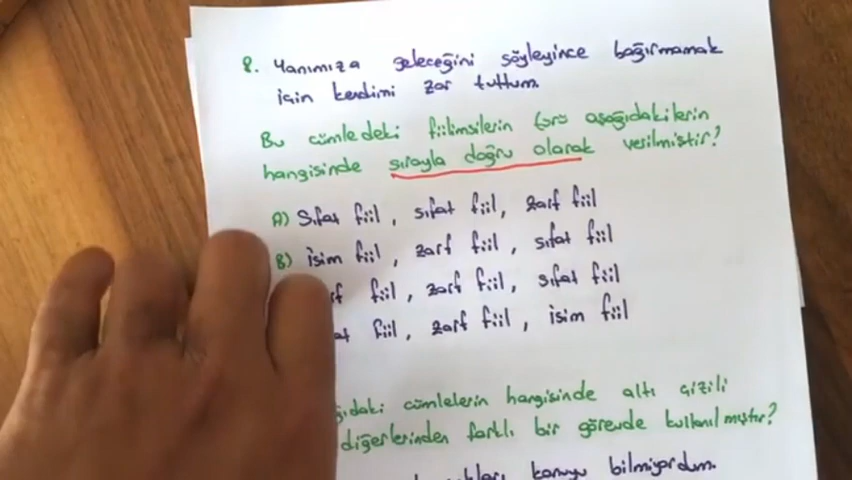 8. Yanımıza geleceğini söyleyince bağırmamak
için kendimi zor tuttum.
Bu cümledeki fiilimsilerin türü aşağıdakilerin
hangisinde sırayla doğru olarak verilmiştir?
A) Sıfat fiil, sıfat fiil, zarf fiil
B) İsim fiil, zarf fiil, sıfat fiil
fiil, zarf fiil, sıfat fiil
fiil, zarf fiil, isim fiil
cümlelerin hangisinde altı çizili
diğerlerinden farklı bir görevde kullanılmıştır?
konuyu bilmiyordum.